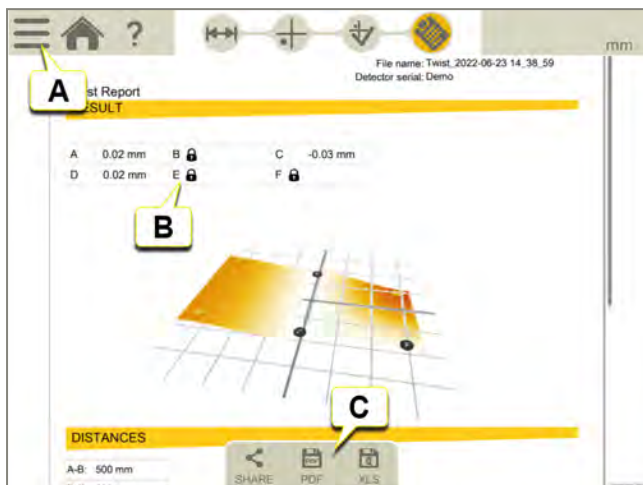 ?
mm
File name: Twist_2022-06-23 14_38_59
Detector serial: Demo
A
st Report
SULT
A 0.02 mm B C -0.03 mm
D 0.02 mm E F
B
C
DISTANCES
A-B: 500 mm
SHARE PDF XLS